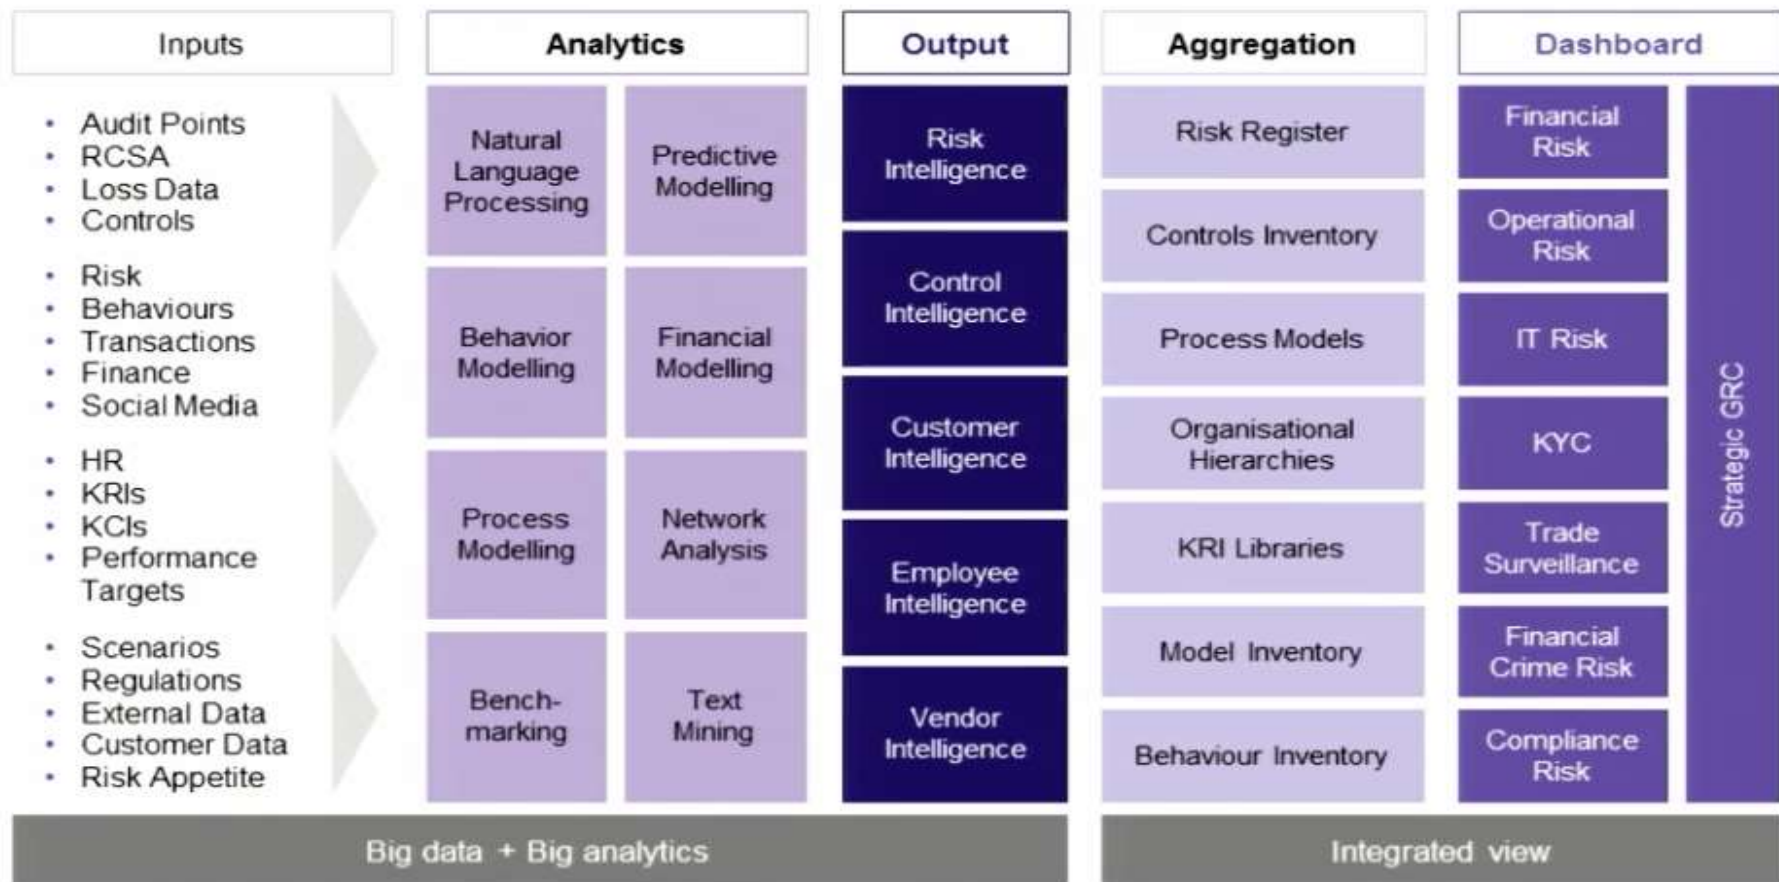 Inputs
Audit Points
RCSA
Loss Data
Controls
Risk
Behaviours
Transactions
Finance
Social Media
HR
KRIs
KCIs
Performance
Targets
Scenarios
Regulations
External Data
Customer Data
Risk Appetite
Analytics
Natural
Language
Processing
Predictive
Modelling
Behavior
Modelling
Financial
Modelling
Process
Modelling
Network
Analysis
Bench-
marking
Text
Mining
Output
Risk
Intelligence
Control
Intelligence
Customer
Intelligence
Employee
Intelligence
Vendor
Intelligence
Aggregation
Risk Register
Controls Inventory
Process Models
Organisational
Hierarchies
KRI Libraries
Model Inventory
Behaviour Inventory
Dashboard
Financial
Risk
Operational
Risk
IT Risk
KYC
Trade
Surveillance
Financial
Crime Risk
Compliance
Risk
Strategic GRC
Big data + Big analytics
Integrated view